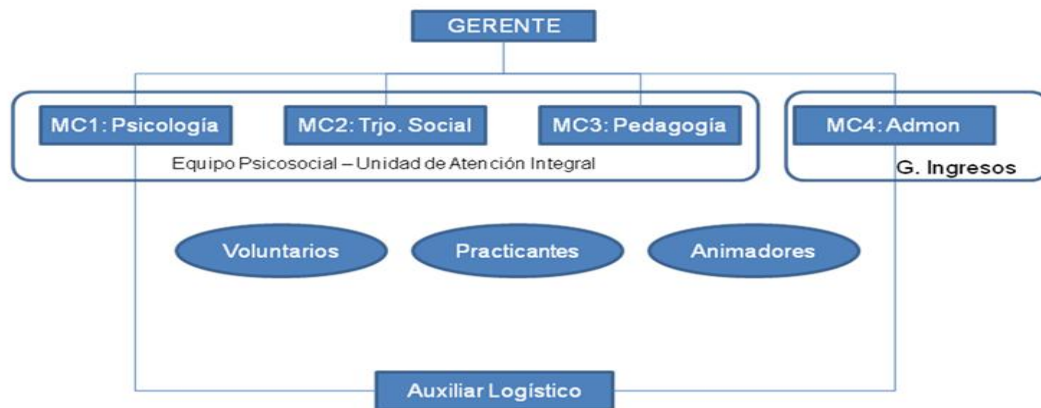 GERENTE
MC1: Psicología
MC2: Trjo. Social
MC3: Pedagogía
MC4: Admon
Equipo Psicosocial – Unidad de Atención Integral
G. Ingresos
Voluntarios
Practicantes
Animadores
Auxiliar Logístico